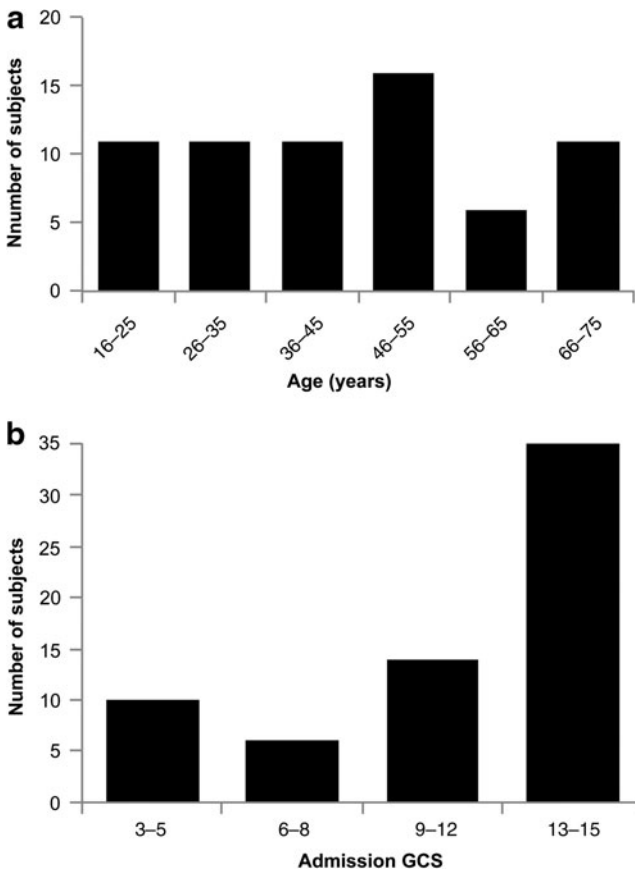 a
Nnumber of subjects
20
15
10
5
0
16–25 26–35 36–45 46–55 56–65 66–75
Age (years)
b
Number of subjects
35
30
25
20
15
10
5
0
3–5 6–8 9–12 13–15
Admission GCS